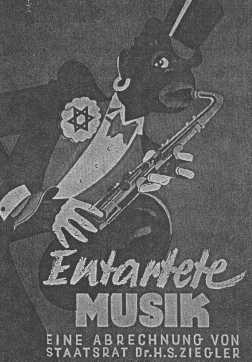 Entartete
MUSIK
EINE ABRECHNUNG VON
STAATSRAT Dr. H.S. ZIEGLER